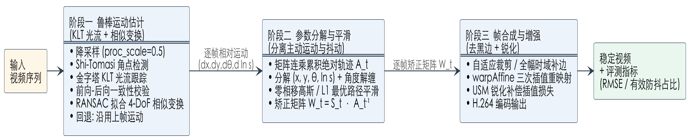 输入
视频序列
阶段一 鲁棒运动估计
(KLT 光流 + 相似变换)
• 降采样 (proc_scale=0.5)
• Shi-Tomasi 角点检测
• 金字塔 KLT 光流跟踪
• 前向-后向一致性校验
• RANSAC 拟合 4-DoF 相似变换
• 回退: 沿用上帧运动
逐帧相对运动
(dx,dy,dθ,d ln s)
阶段二 参数分解与平滑
(分离主动运动与抖动)
• 矩阵连乘累积绝对轨迹 A_t
• 分解 (x, y, θ, ln s) + 角度解缠
• 零相移高斯 / L1 最优路径平滑
• 矫正矩阵 W_t = S_t · A_t⁻¹
逐帧矫正矩阵 W_t
阶段三 帧合成与增强
(去黑边 + 锐化)
• 自适应裁剪 / 全幅时域补边
• warpAffine 三次插值重映射
• USM 锐化补偿插值损失
• H.264 编码输出
稳定视频
+ 评测指标
(RMSE / 有效防抖占比)